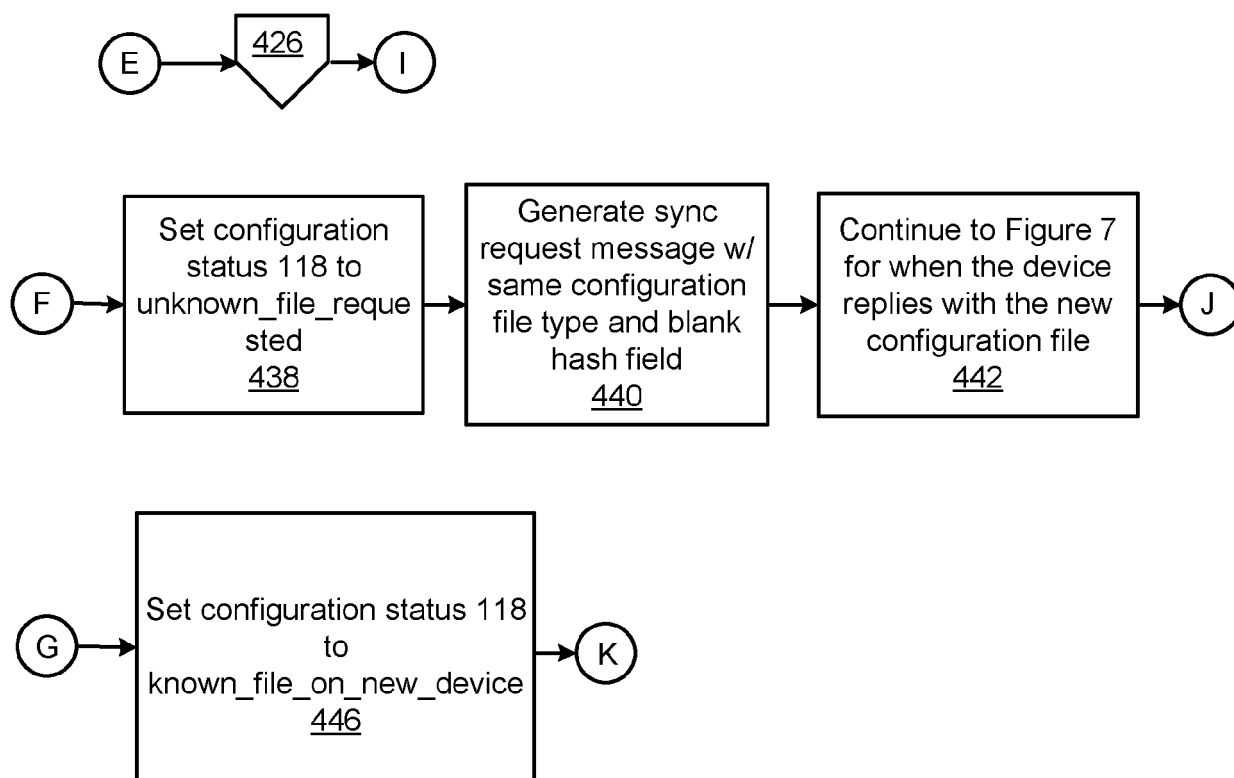 E
426
I
F
Set configuration
status 118 to
unknown_file_reque
sted
438
Generate sync
request message w/
same configuration
file type and blank
hash field
440
Continue to Figure 7
for when the device
replies with the new
configuration file
442
J
G
Set configuration status 118
to
known_file_on_new_device
446
K